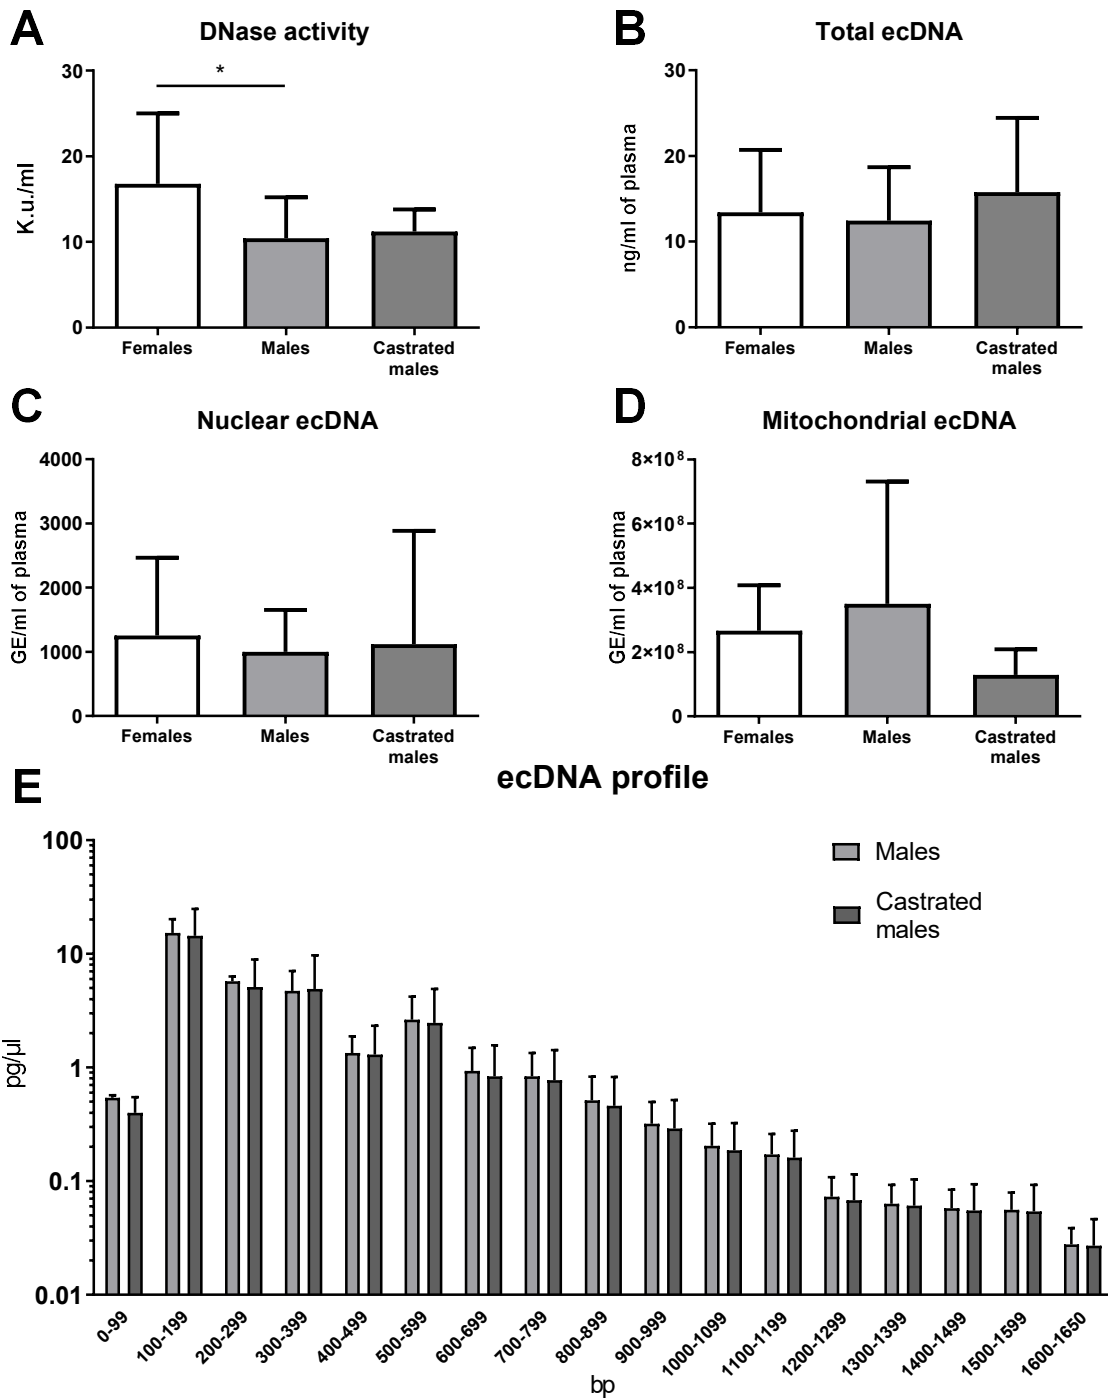 A
DNase activity
K.u./ml
30
20
10
0
*
Females
Males
Castrated
males
B
Total ecDNA
ng/ml of plasma
30
20
10
0
Females
Males
Castrated
males
C
Nuclear ecDNA
GE/ml of plasma
4000
3000
2000
1000
0
Females
Males
Castrated
males
D
Mitochondrial ecDNA
GE/ml of plasma
8×10⁸
6×10⁸
4×10⁸
2×10⁸
0
Females
Males
Castrated
males
E
ecDNA profile
pg/µl
100
10
1
0.1
0.01
Males
Castrated
males
0-99
100-199
200-299
300-399
400-499
500-599
600-699
700-799
800-899
900-999
1000-1099
1100-1199
1200-1299
1300-1399
1400-1499
1500-1599
1600-1650
bp